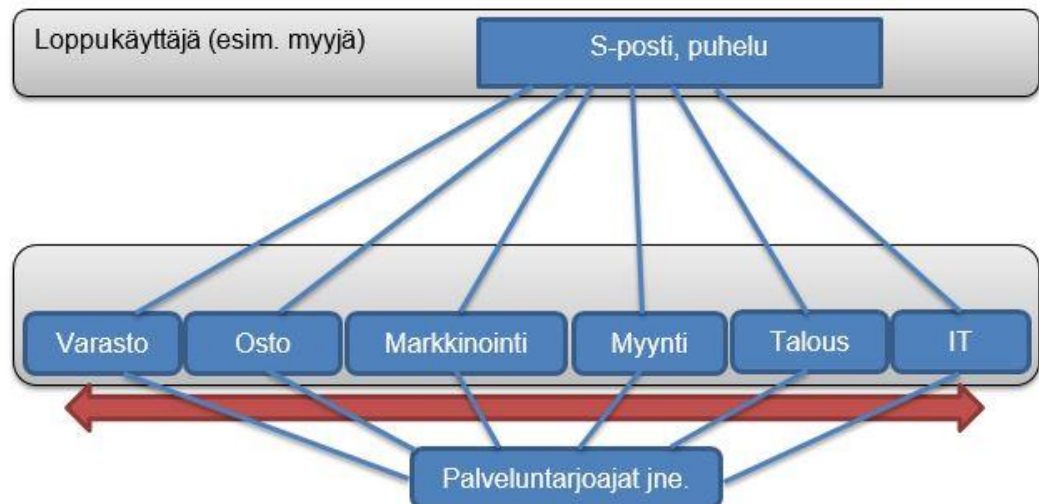 Loppukäyttäjä (esim. myyjä)
S-posti, puhelu
Varasto
Osto
Markkinointi
Myynti
Talous
IT
Palveluntarjoajat jne.